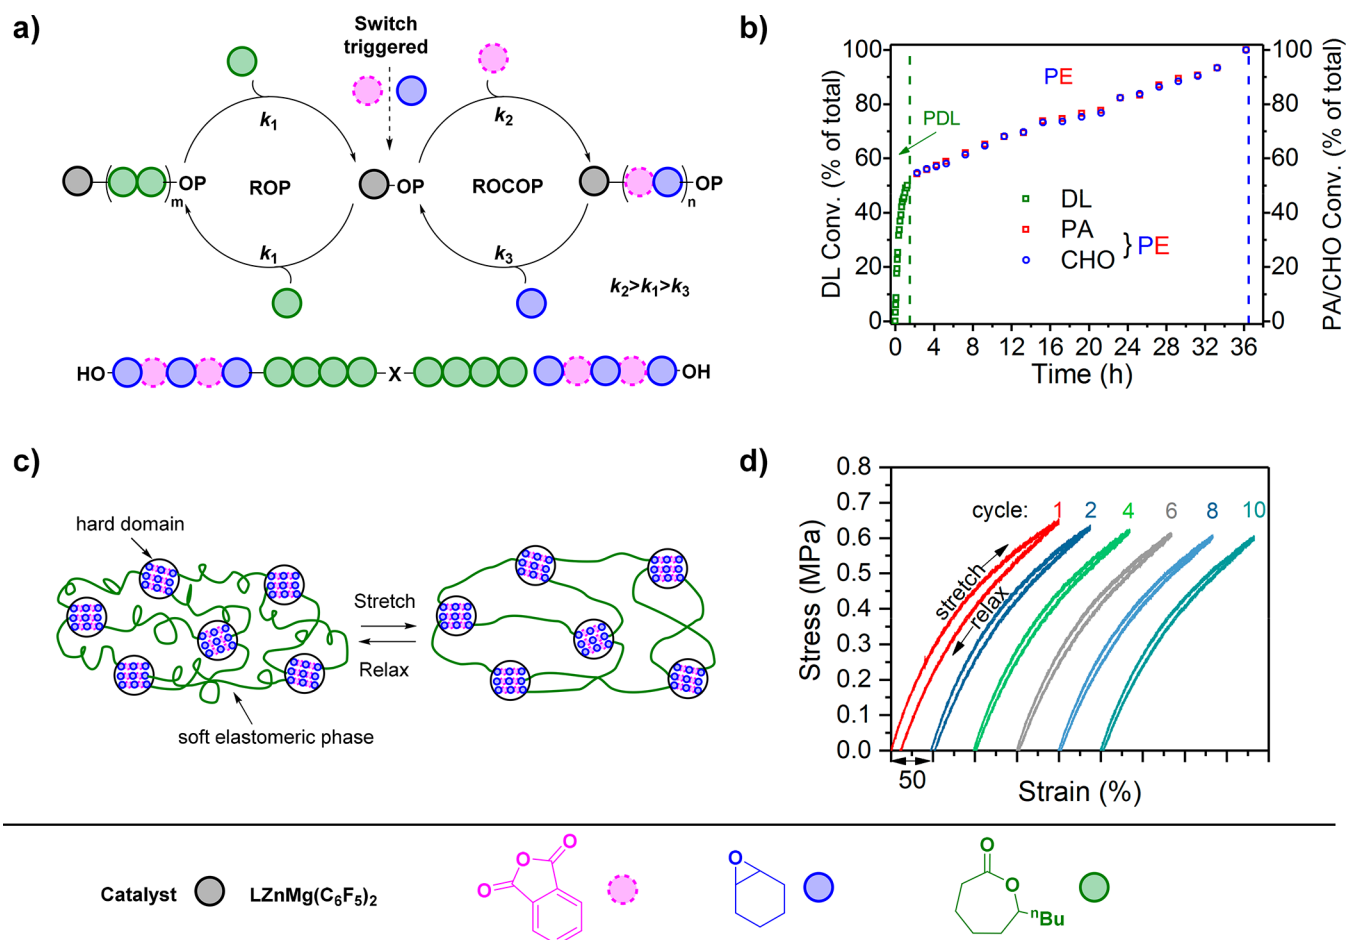 a)
Switch
triggered
k1
k2
OP
m
ROP
OP
ROCOP
OP
n
k1
k3
k2>k1>k3
HO
X
OH
b)
DL Conv. (% of total)
100
80
60
40
20
0
PE
PDL
DL
PA
CHO
} PE
100
80
60
40
20
0
PA/CHO Conv. (% of total)
0 4 8 12 16 20 24 28 32 36
Time (h)
c)
hard domain
Stretch
Relax
soft elastomeric phase
d)
Stress (MPa)
0.8
0.7
0.6
0.5
0.4
0.3
0.2
0.1
0.0
cycle: 1 2 4 6 8 10
stretch
relax
50
Strain (%)
Catalyst
LZnMg(C6F5)2
O
O
O
O
O
O
nBu